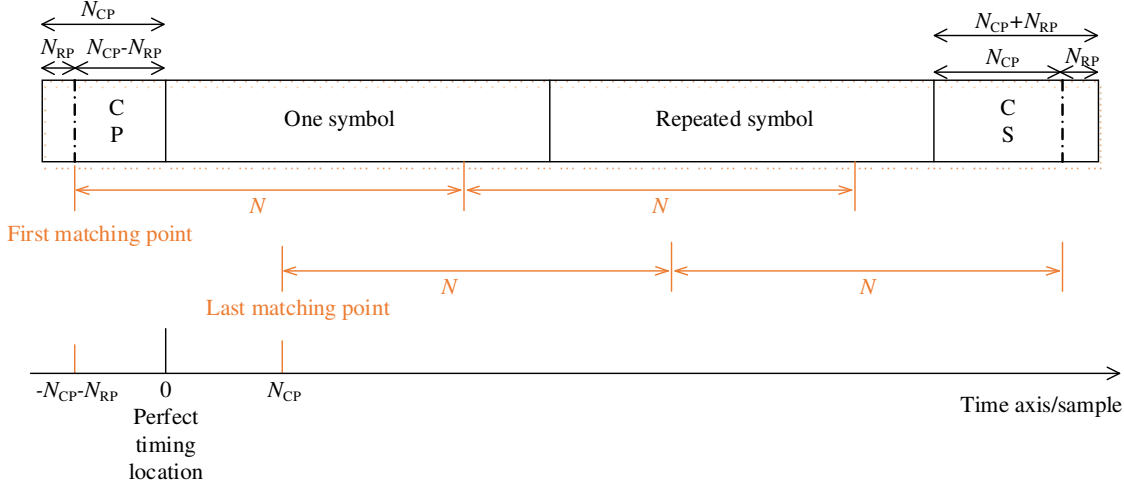 N_CP
N_CP+N_RP
N_RP
N_CP-N_RP
N_CP
N_RP
C
P
One symbol
Repeated symbol
C
S
N
N
First matching point
N
N
Last matching point
-N_CP-N_RP
0
N_CP
Time axis/sample
Perfect
timing
location